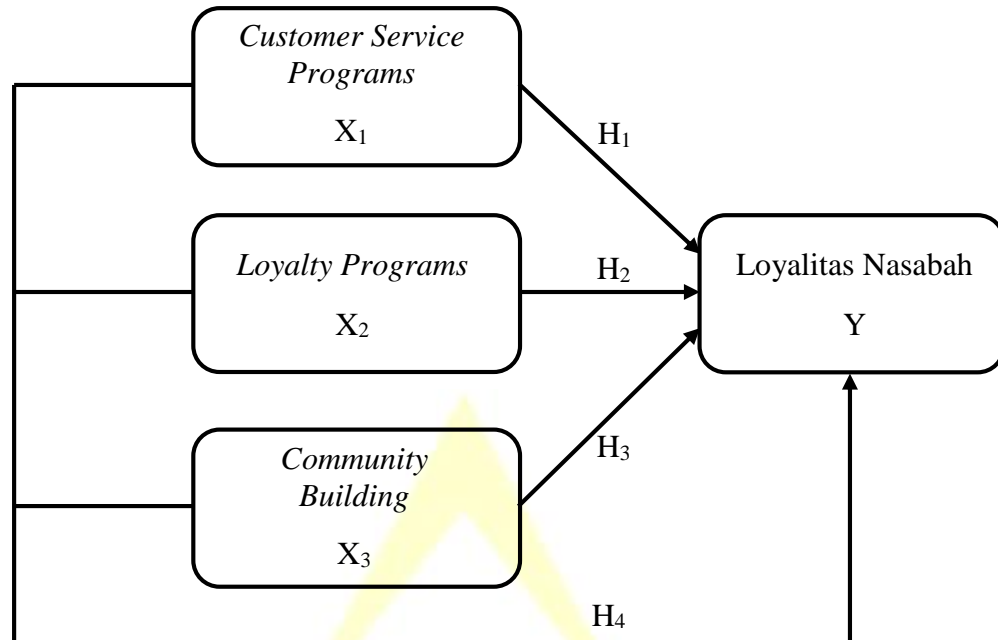 Customer Service
Programs
X₁
H₁
Loyalty Programs
X₂
H₂
Loyalitas Nasabah
Y
Community
Building
X₃
H₃
H₄